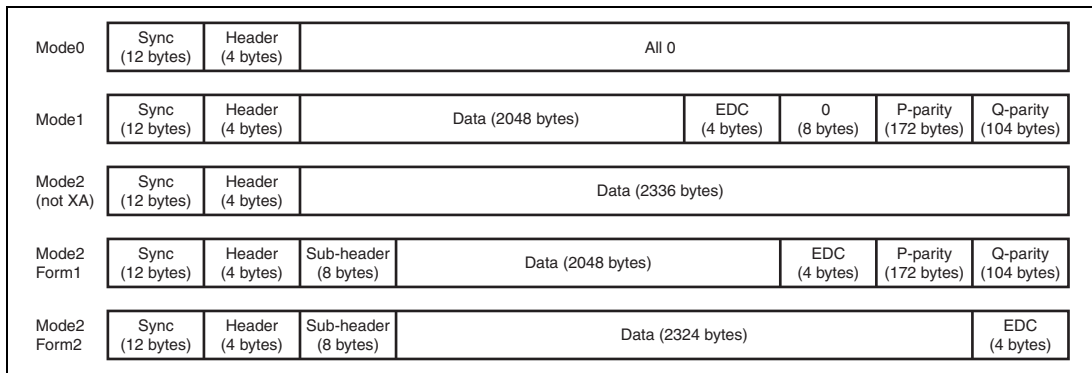 Mode0
Sync
(12 bytes)
Header
(4 bytes)
All 0
Mode1
Sync
(12 bytes)
Header
(4 bytes)
Data (2048 bytes)
EDC
(4 bytes)
0
(8 bytes)
P-parity
(172 bytes)
Q-parity
(104 bytes)
Mode2
(not XA)
Sync
(12 bytes)
Header
(4 bytes)
Data (2336 bytes)
Mode2
Form1
Sync
(12 bytes)
Header
(4 bytes)
Sub-header
(8 bytes)
Data (2048 bytes)
EDC
(4 bytes)
P-parity
(172 bytes)
Q-parity
(104 bytes)
Mode2
Form2
Sync
(12 bytes)
Header
(4 bytes)
Sub-header
(8 bytes)
Data (2324 bytes)
EDC
(4 bytes)